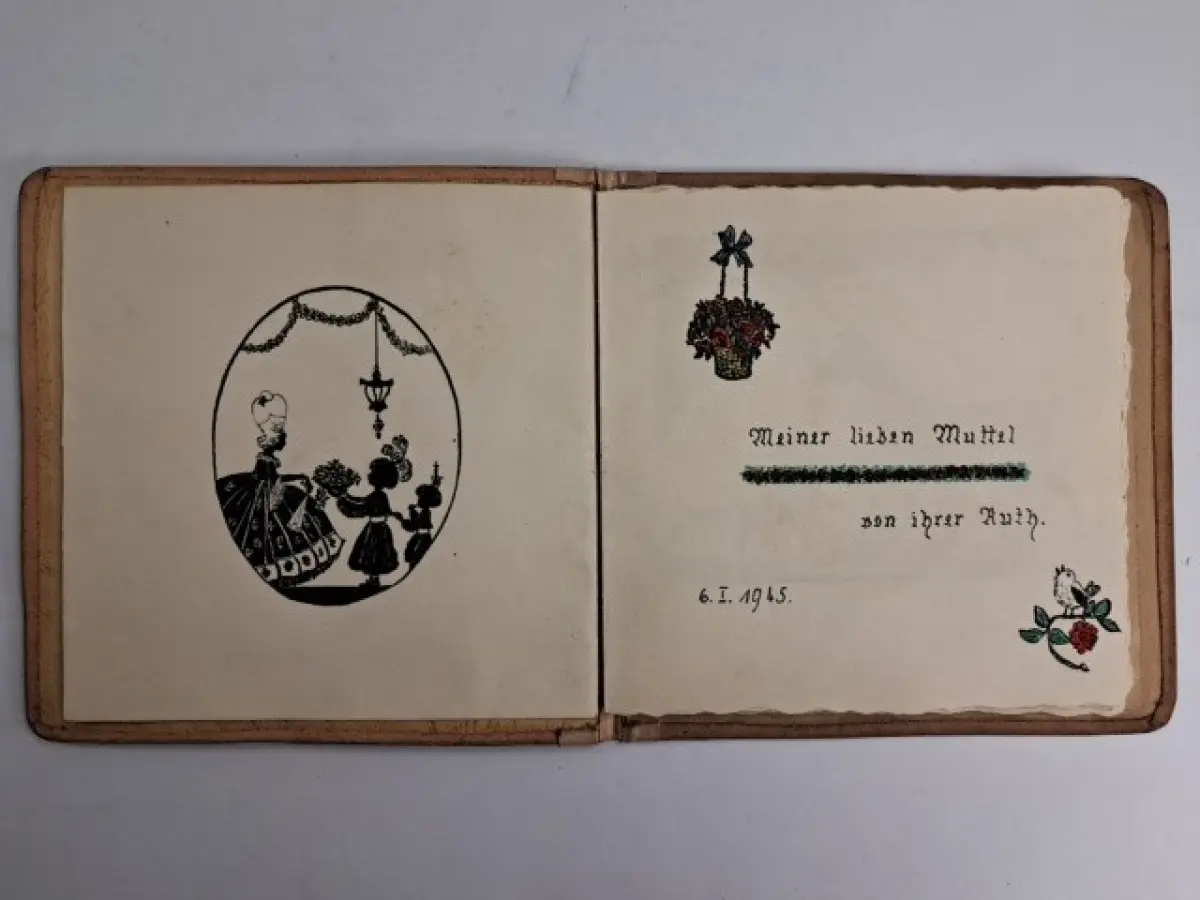 Meiner lieben Muttel
von ihrer Ruth.
6. I. 1945.